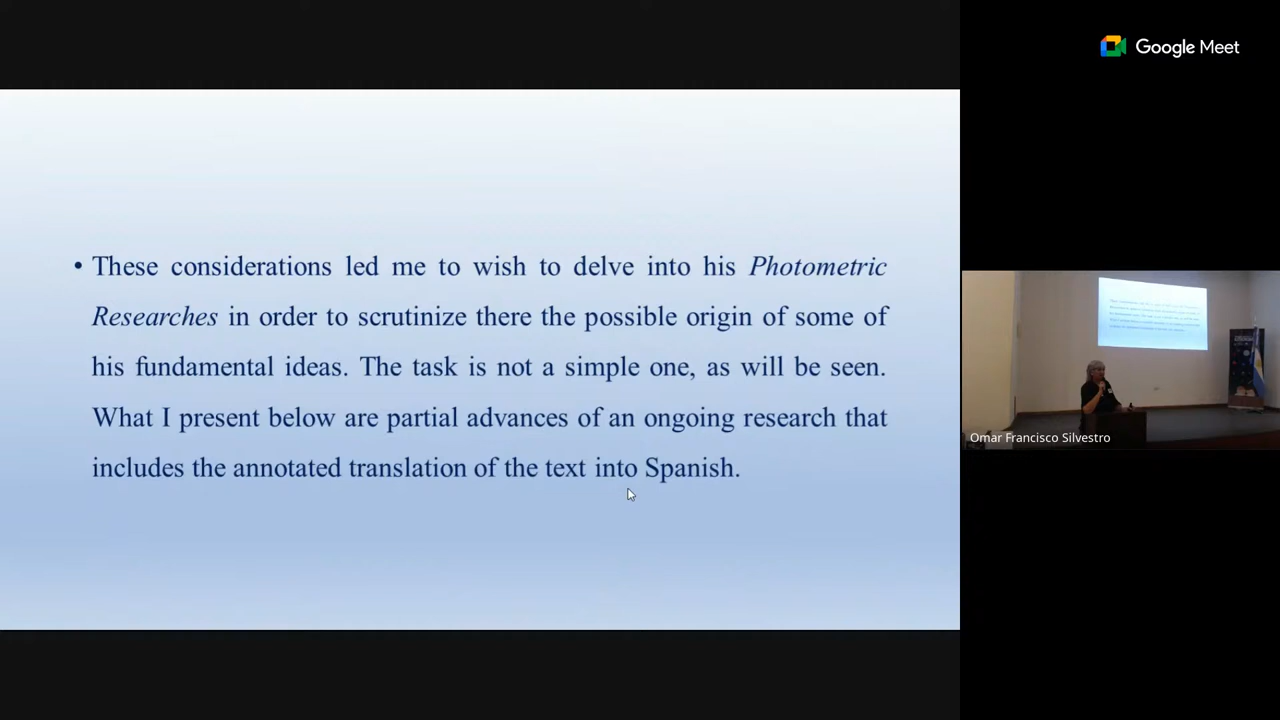 Google Meet
• These considerations led me to wish to delve into his Photometric
Researches in order to scrutinize there the possible origin of some of
his fundamental ideas. The task is not a simple one, as will be seen.
What I present below are partial advances of an ongoing research that
includes the annotated translation of the text into Spanish.
Omar Francisco Silvestro